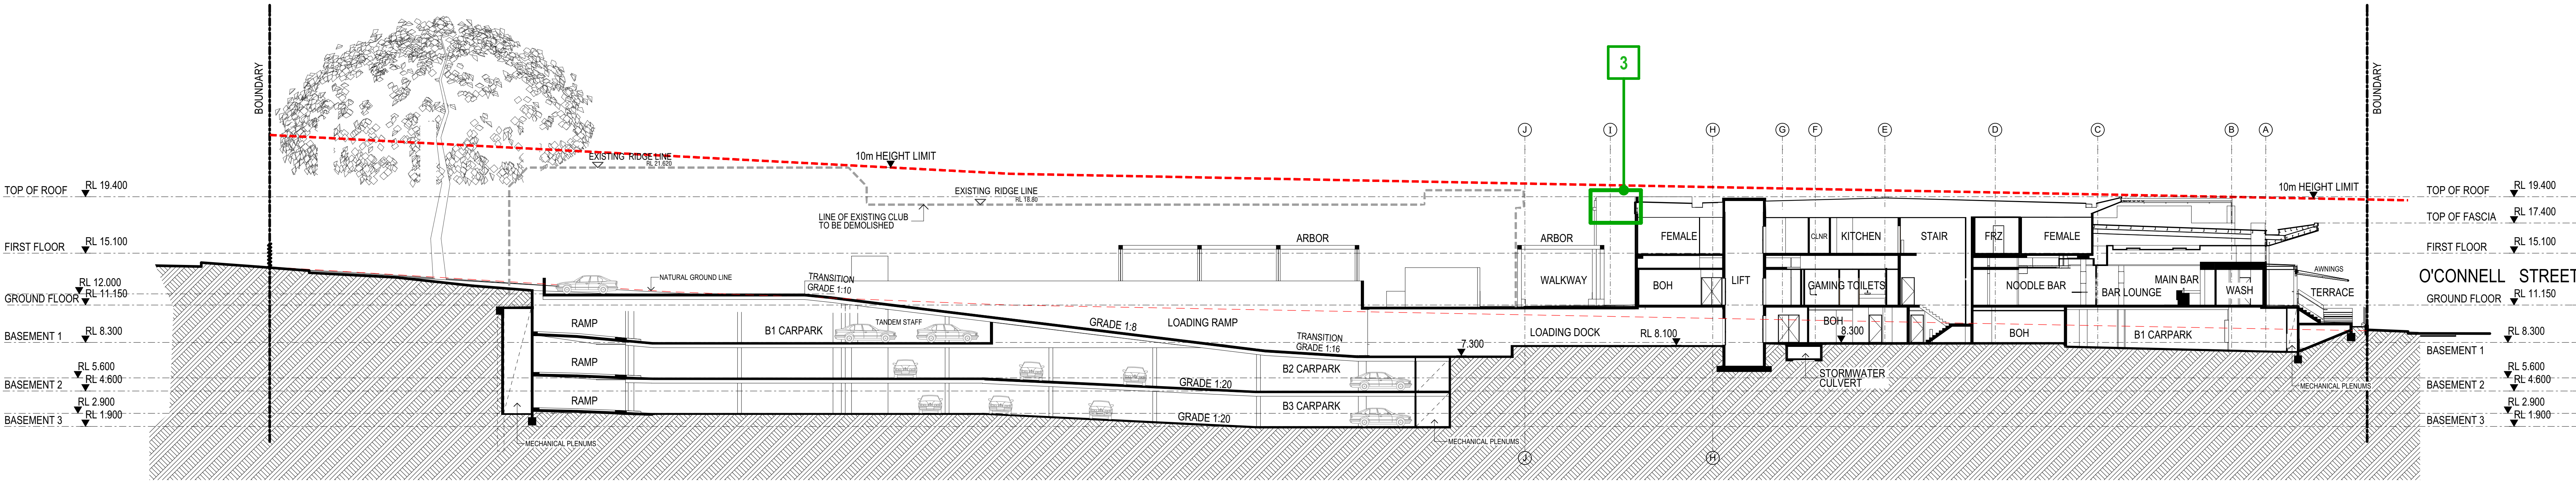 3
BOUNDARY
BOUNDARY
J
I
H
G
F
E
D
C
B
A
EXISTING RIDGE LINE
RL 21.620
10m HEIGHT LIMIT
TOP OF ROOF
RL 19.400
EXISTING RIDGE LINE
RL 18.80
LINE OF EXISTING CLUB
TO BE DEMOLISHED
10m HEIGHT LIMIT
TOP OF ROOF
RL 19.400
TOP OF FASCIA
RL 17.400
FIRST FLOOR
RL 15.100
ARBOR
ARBOR
FEMALE
CLNR
KITCHEN
STAIR
FRZ
FEMALE
FIRST FLOOR
RL 15.100
AWNINGS
O'CONNELL STREET
RL 12.000
GROUND FLOOR
RL 11.150
NATURAL GROUND LINE
TRANSITION
GRADE 1:10
WALKWAY
BOH
LIFT
GAMING TOILETS
NOODLE BAR
BAR LOUNGE
MAIN BAR
WASH
TERRACE
GROUND FLOOR
RL 11.150
BASEMENT 1
RL 8.300
RAMP
B1 CARPARK
TANDEM STAFF
GRADE 1:8
LOADING RAMP
TRANSITION
GRADE 1:16
7.300
LOADING DOCK
RL 8.100
BOH
8.300
BOH
B1 CARPARK
RL 8.300
BASEMENT 1
RL 5.600
BASEMENT 2
RL 4.600
RAMP
GRADE 1:20
B2 CARPARK
STORMWATER
CULVERT
MECHANICAL PLENUMS
RL 5.600
BASEMENT 2
RL 4.600
RL 2.900
BASEMENT 3
RL 1.900
RAMP
GRADE 1:20
B3 CARPARK
RL 2.900
BASEMENT 3
RL 1.900
MECHANICAL PLENUMS
MECHANICAL PLENUMS
J
H